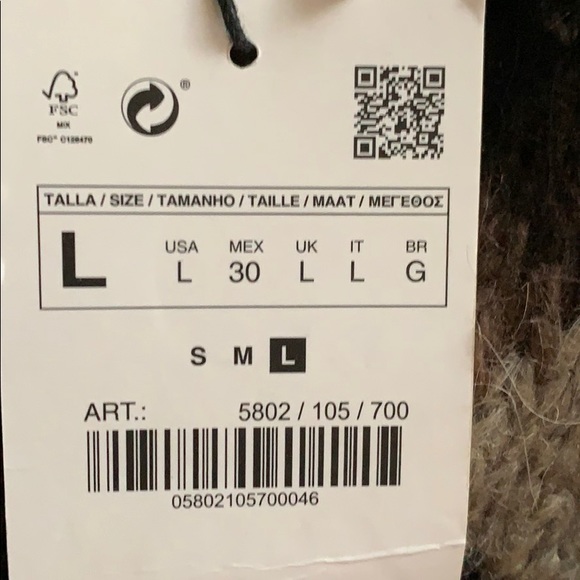 ®
FSC
MIX
FSC® C128470
TALLA / SIZE / TAMANHO / TAILLE / MAAT / ΜΕΓΕΘΟΣ
L
USA MEX UK IT BR
L 30 L L G
S M L
ART.: 5802 / 105 / 700
05802105700046